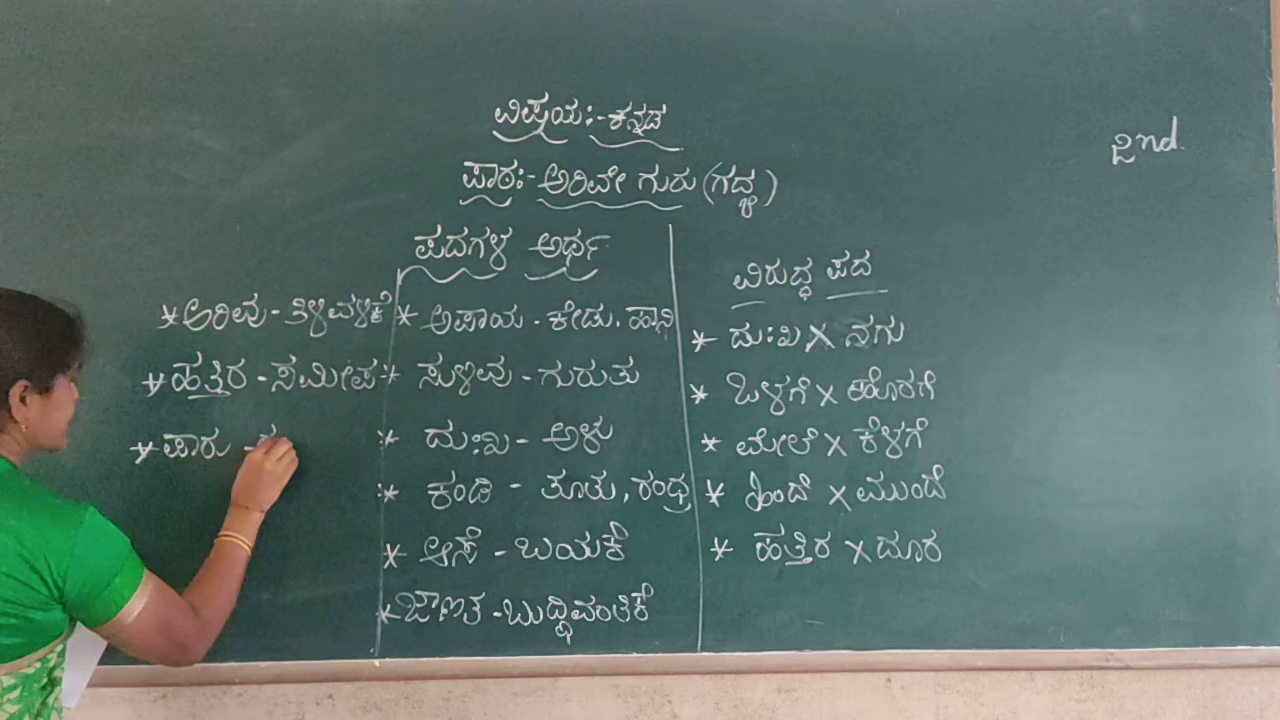 ವಿಷಯ:-ಕನ್ನಡ
2nd.
ಪಾಠ:- ಅರಿವೇ ಗುರು (ಗದ್ಯ)
ಪದಗಳ ಅರ್ಥ
* ಅರಿವು - ತಿಳಿವಳಿಕೆ
* ಹತ್ತಿರ - ಸಮೀಪ
* ಪಾರು -
* ಅಪಾಯ - ಕೇಡು. ಹಾನಿ
* ಸುಳಿವು - ಗುರುತು
* ದು:ಖ - ಅಳು
* ಕಂಡಿ - ತೂತು, ರಂಧ್ರ
* ಆಸೆ - ಬಯಕೆ
* ಜಾಣತ - ಬುದ್ಧಿವಂತಿಕೆ
ವಿರುದ್ಧ ಪದ
* ದು:ಖ X ನಗು
* ಒಳಗೆ X ಹೊರಗೆ
* ಮೇಲೆ X ಕೆಳಗೆ
* ಹಿಂದೆ X ಮುಂದೆ
* ಹತ್ತಿರ X ದೂರ